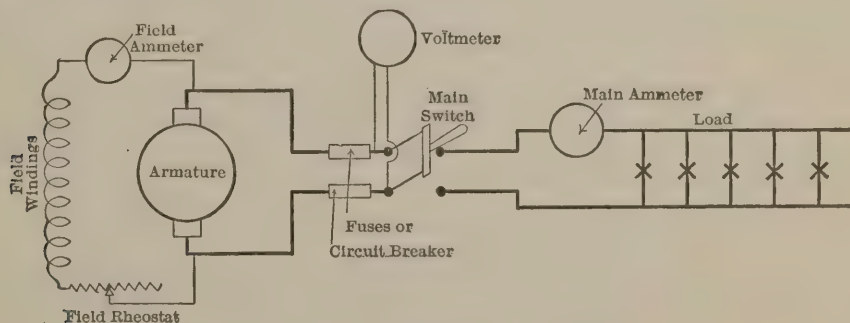 Field
Ammeter
Voltmeter
Main
Switch
Main Ammeter
Load
Field
Windings
Armature
Fuses or
Circuit Breaker
Field Rheostat